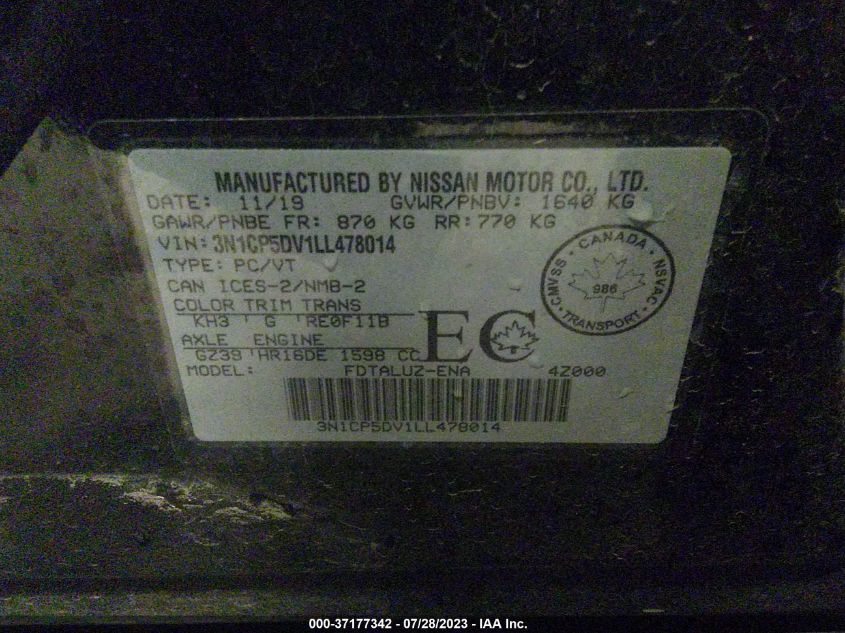 MANUFACTURED BY NISSAN MOTOR CO., LTD.
DATE: 11/19 GVWR/PNBV: 1640 KG
GAWR/PNBE FR: 870 KG RR:770 KG
VIN:3N1CP5DV1LL478014
TYPE: PC/VT
CAN ICES-2/NMB-2
COLOR TRIM TRANS
KH3 ' G 'RE0F11B
AXLE ENGINE
GZ39 'HR16DE 1598 CC
MODEL: FDTALUZ-ENA 4Z000
EC
CANADA
CMVSS 986 NSVAC
TRANSPORT
3N1CP5DV1LL478014
000-37177342 / 07/28/2023 - IAA Inc.